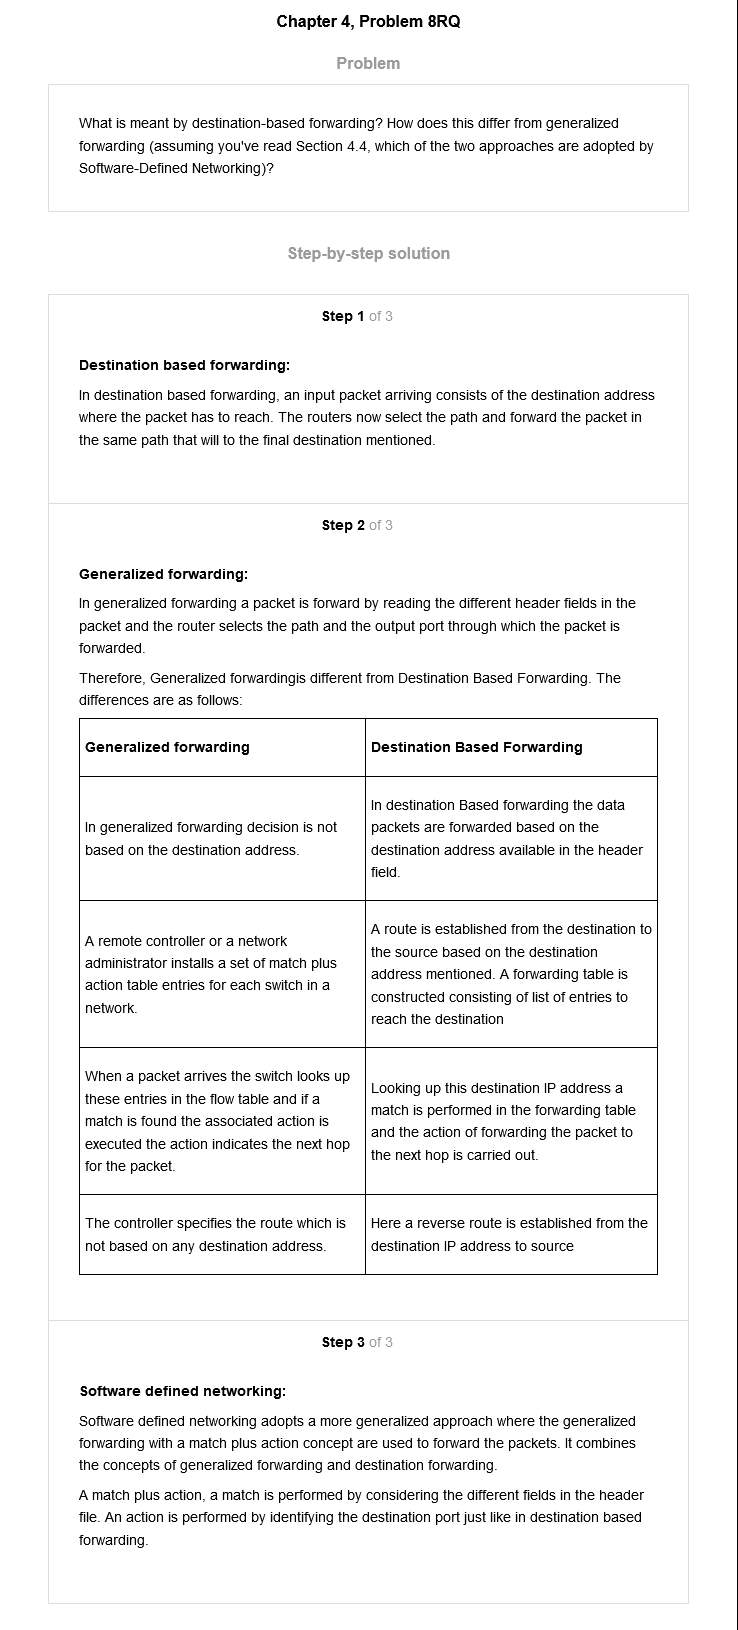 Chapter 4, Problem 8RQ
Problem
What is meant by destination-based forwarding? How does this differ from generalized
forwarding (assuming you've read Section 4.4, which of the two approaches are adopted by
Software-Defined Networking)?
Step-by-step solution
Step 1 of 3
Destination based forwarding:
In destination based forwarding, an input packet arriving consists of the destination address
where the packet has to reach. The routers now select the path and forward the packet in
the same path that will to the final destination mentioned.
Step 2 of 3
Generalized forwarding:
In generalized forwarding a packet is forward by reading the different header fields in the
packet and the router selects the path and the output port through which the packet is
forwarded.
Therefore, Generalized forwardingis different from Destination Based Forwarding. The
differences are as follows:
Generalized forwarding
Destination Based Forwarding
In generalized forwarding decision is not
based on the destination address.
In destination Based forwarding the data
packets are forwarded based on the
destination address available in the header
field.
A remote controller or a network
administrator installs a set of match plus
action table entries for each switch in a
network.
A route is established from the destination to
the source based on the destination
address mentioned. A forwarding table is
constructed consisting of list of entries to
reach the destination
When a packet arrives the switch looks up
these entries in the flow table and if a
match is found the associated action is
executed the action indicates the next hop
for the packet.
Looking up this destination IP address a
match is performed in the forwarding table
and the action of forwarding the packet to
the next hop is carried out.
The controller specifies the route which is
not based on any destination address.
Here a reverse route is established from the
destination IP address to source
Step 3 of 3
Software defined networking:
Software defined networking adopts a more generalized approach where the generalized
forwarding with a match plus action concept are used to forward the packets. It combines
the concepts of generalized forwarding and destination forwarding.
A match plus action, a match is performed by considering the different fields in the header
file. An action is performed by identifying the destination port just like in destination based
forwarding.